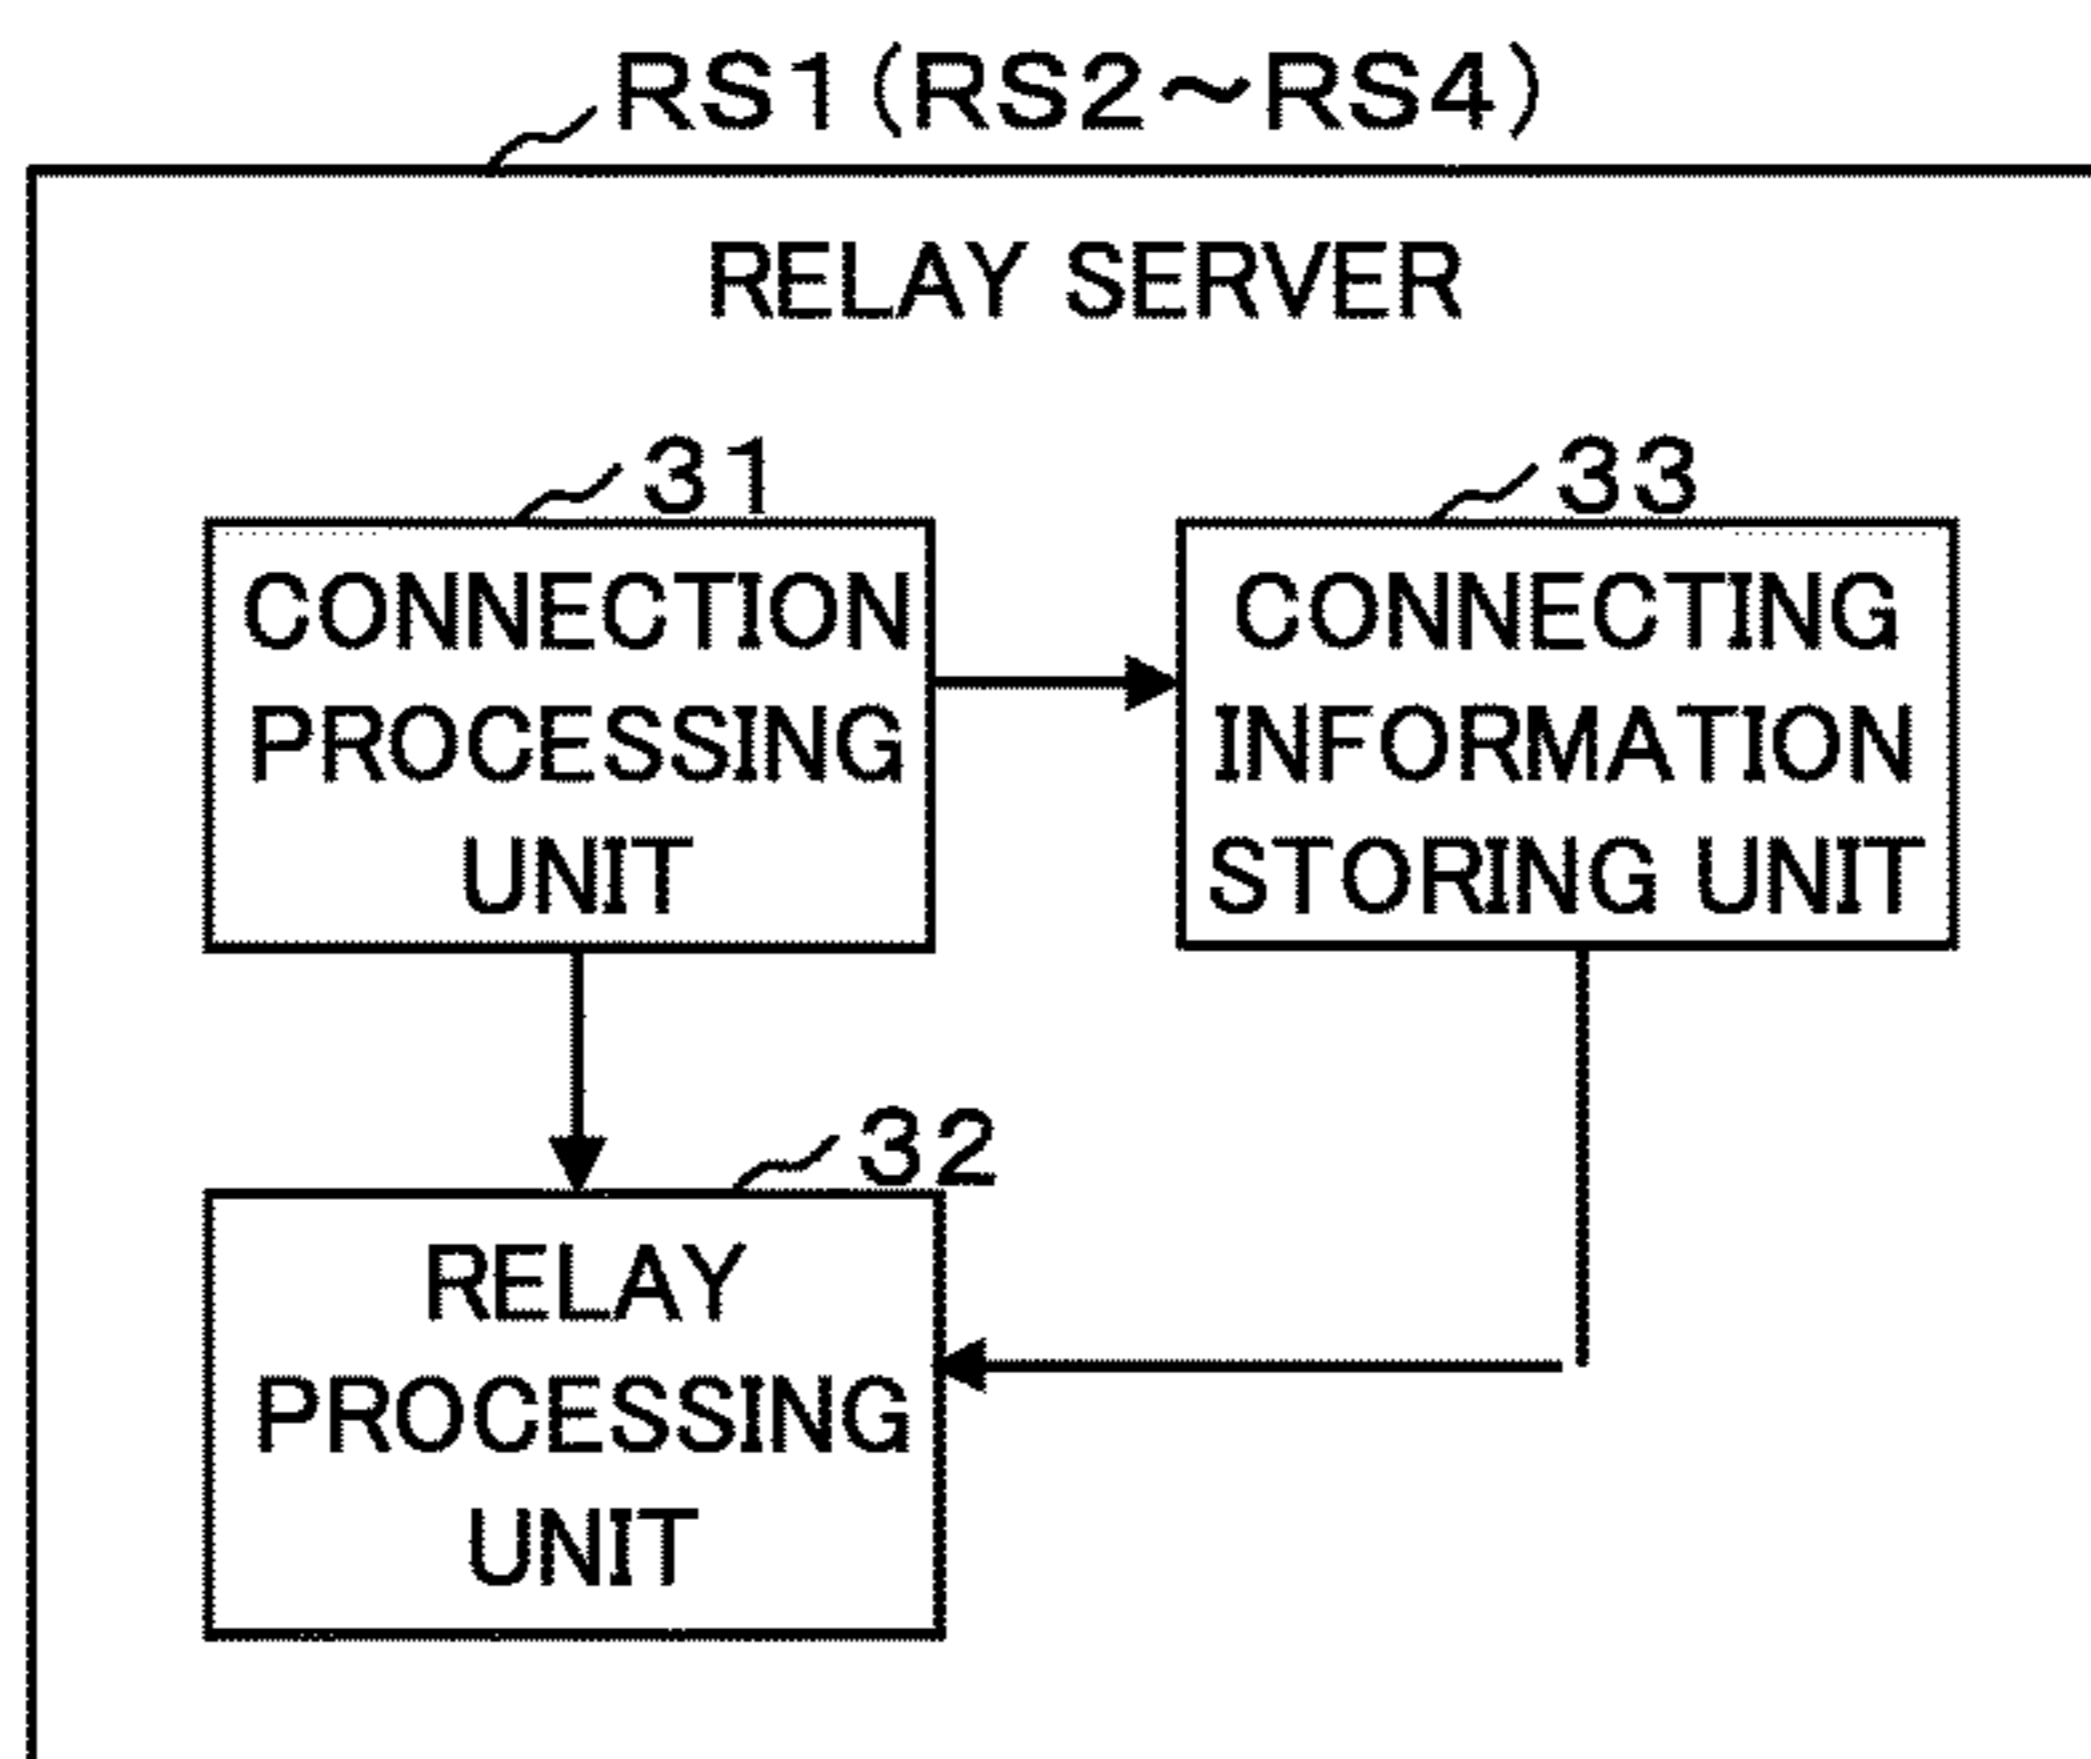 RS1(RS2～RS4)
RELAY SERVER
31
CONNECTION
PROCESSING
UNIT
33
CONNECTING
INFORMATION
STORING UNIT
32
RELAY
PROCESSING
UNIT